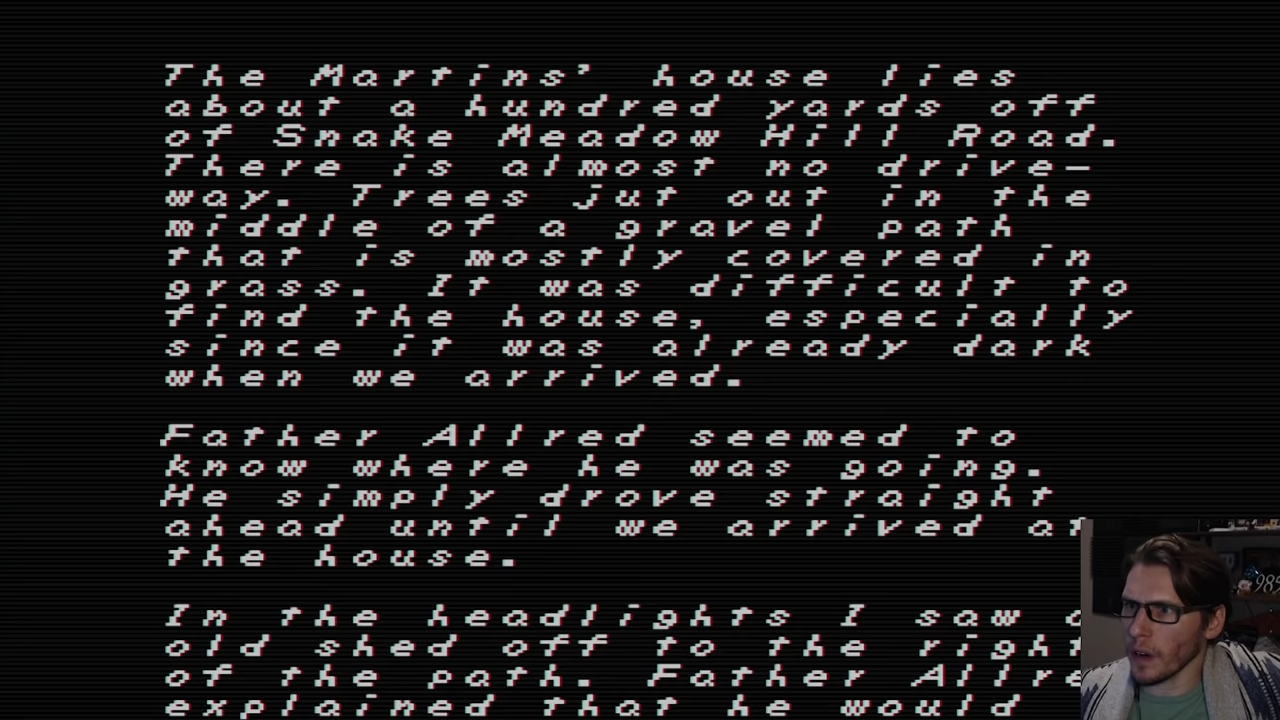 The Martins' house lies
about a hundred yards off
of Snake Meadow Hill Road.
There is almost no drive-
way. Trees jut out in the
middle of a gravel path
that is mostly covered in
grass. It was difficult to
find the house, especially
since it was already dark
when we arrived.
Father Allred seemed to
know where he was going.
He simply drove straight
ahead until we arrived at
the house.
In the headlights I saw
old shed off to the right
of the path. Father
explained that he would
985